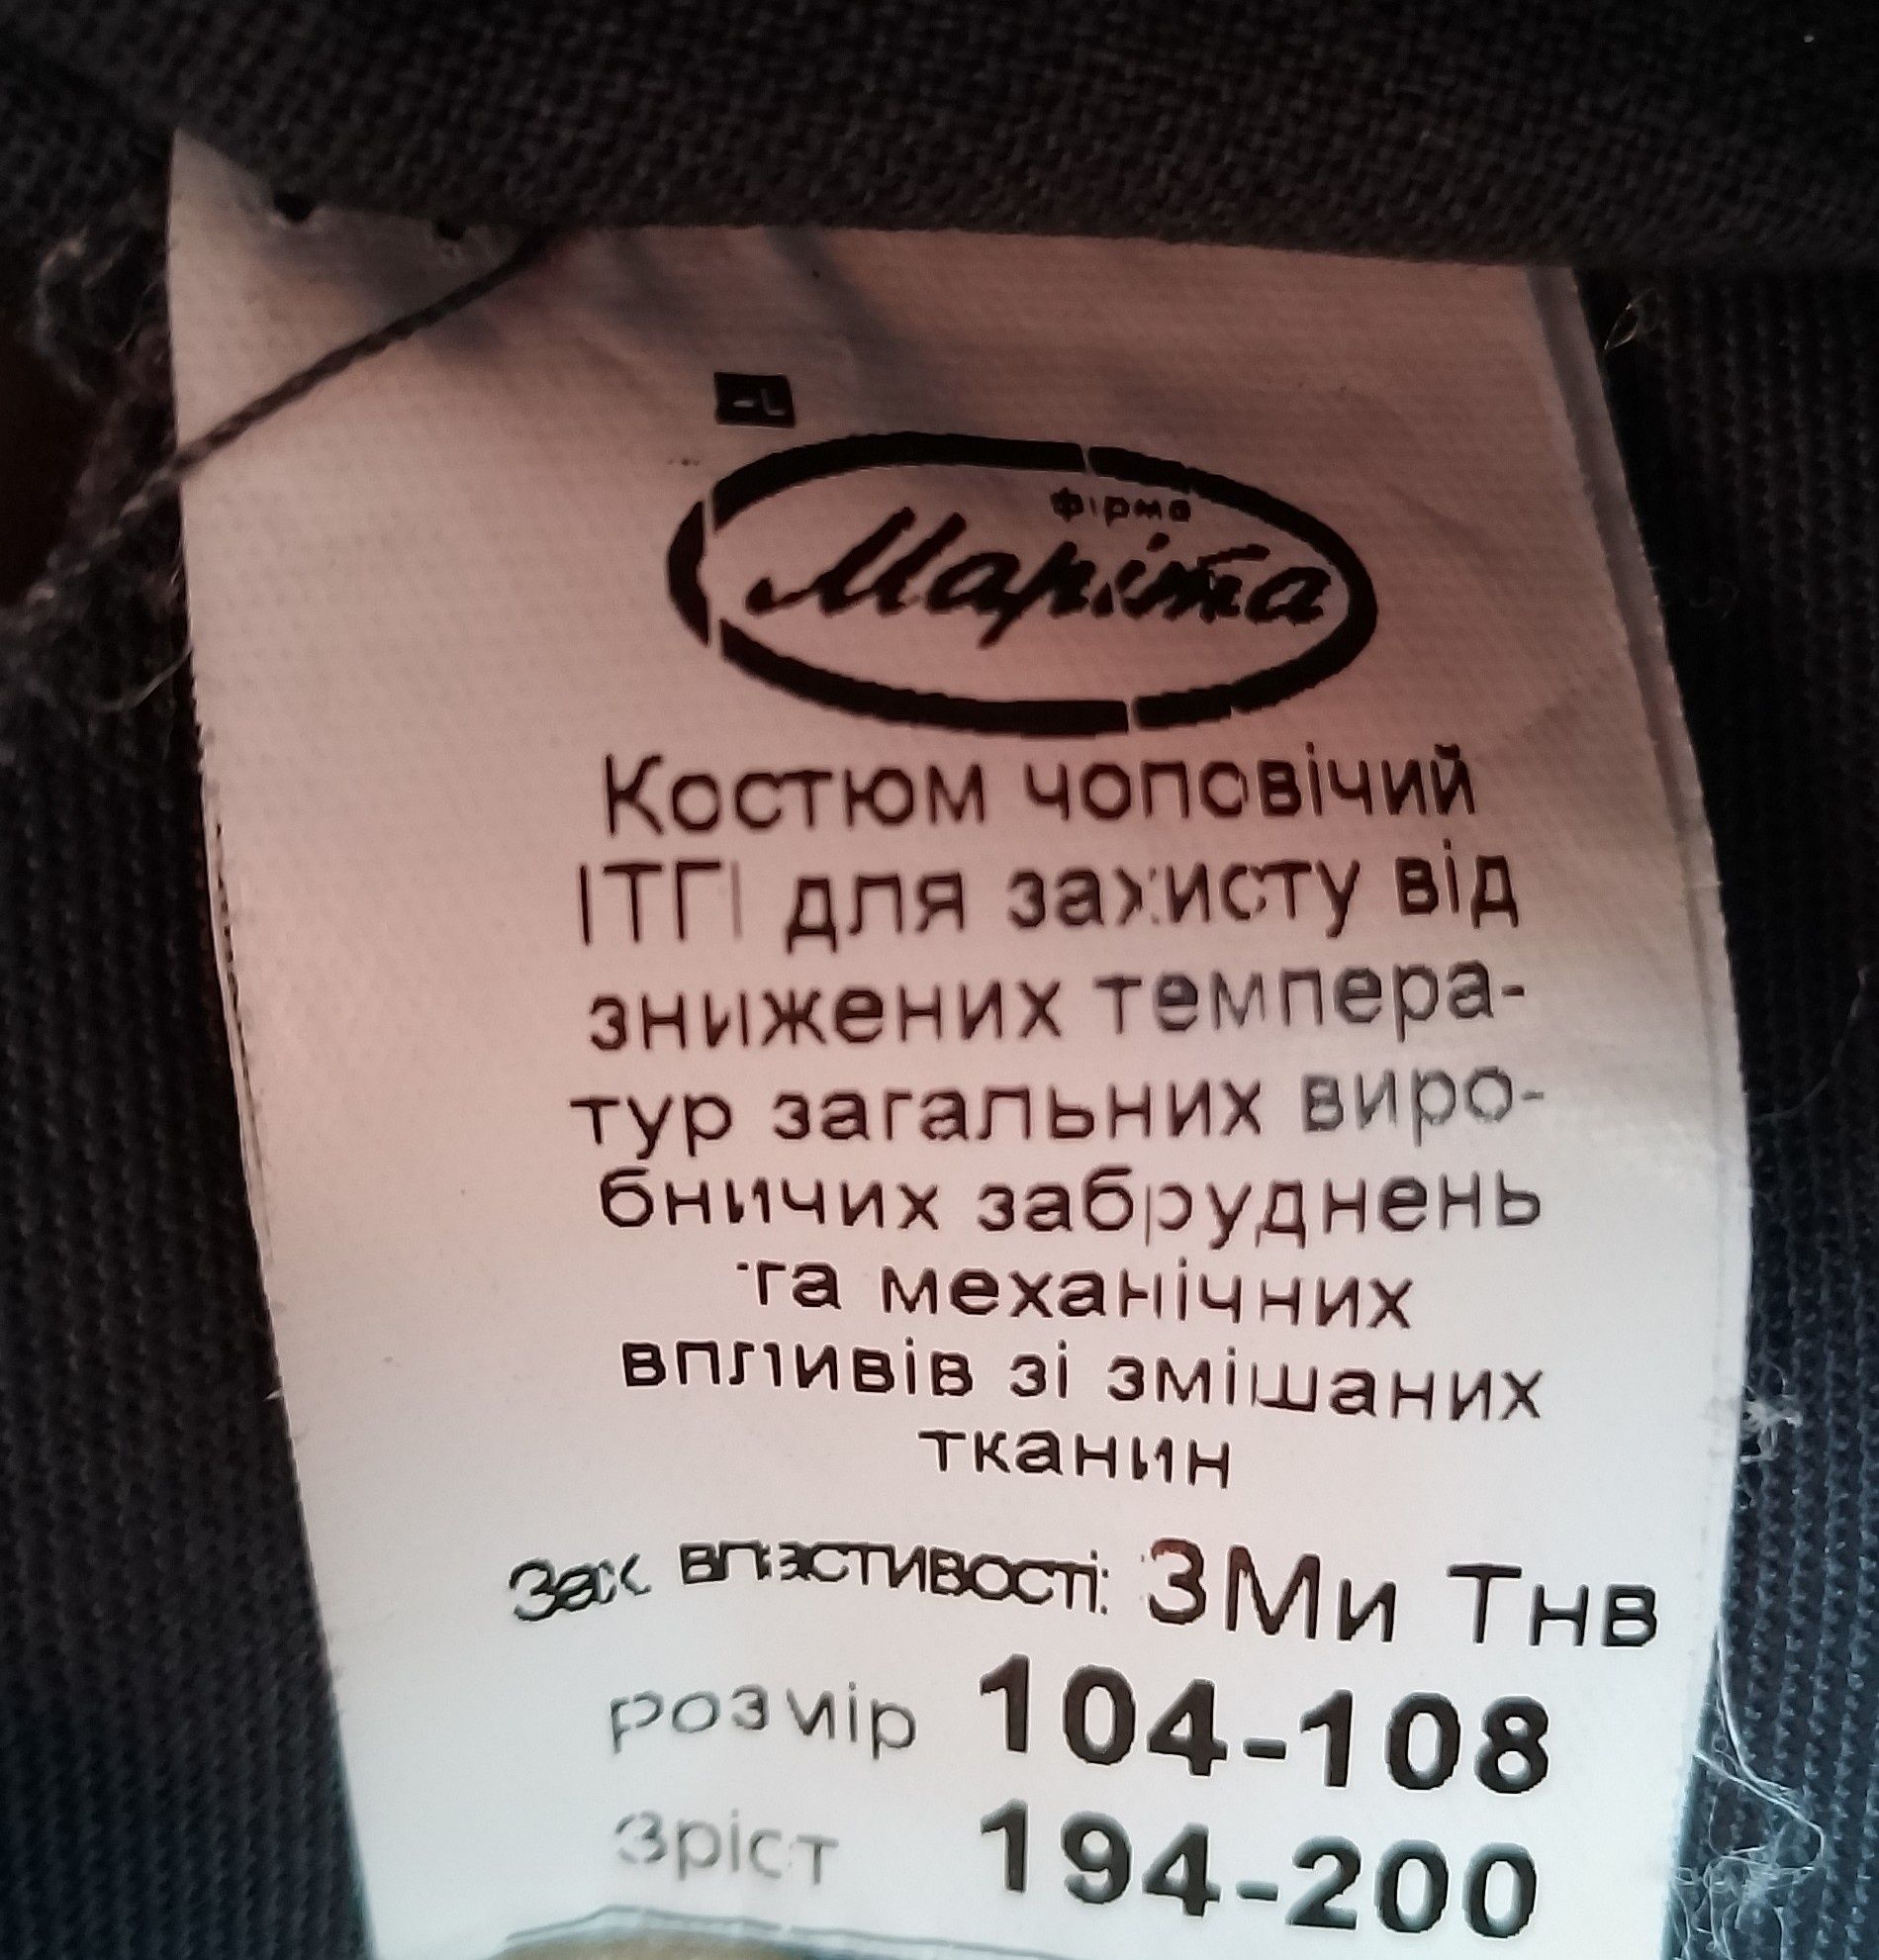 фірма
Маріта
Костюм чоловічий
ІТП для захисту від
знижених темпера-
тур загальних виро-
бничих забруднень
та механічних
впливів зі змішаних
тканин
Зах властивості: ЗМи Тнв
розмір 104-108
Зріст 194-200